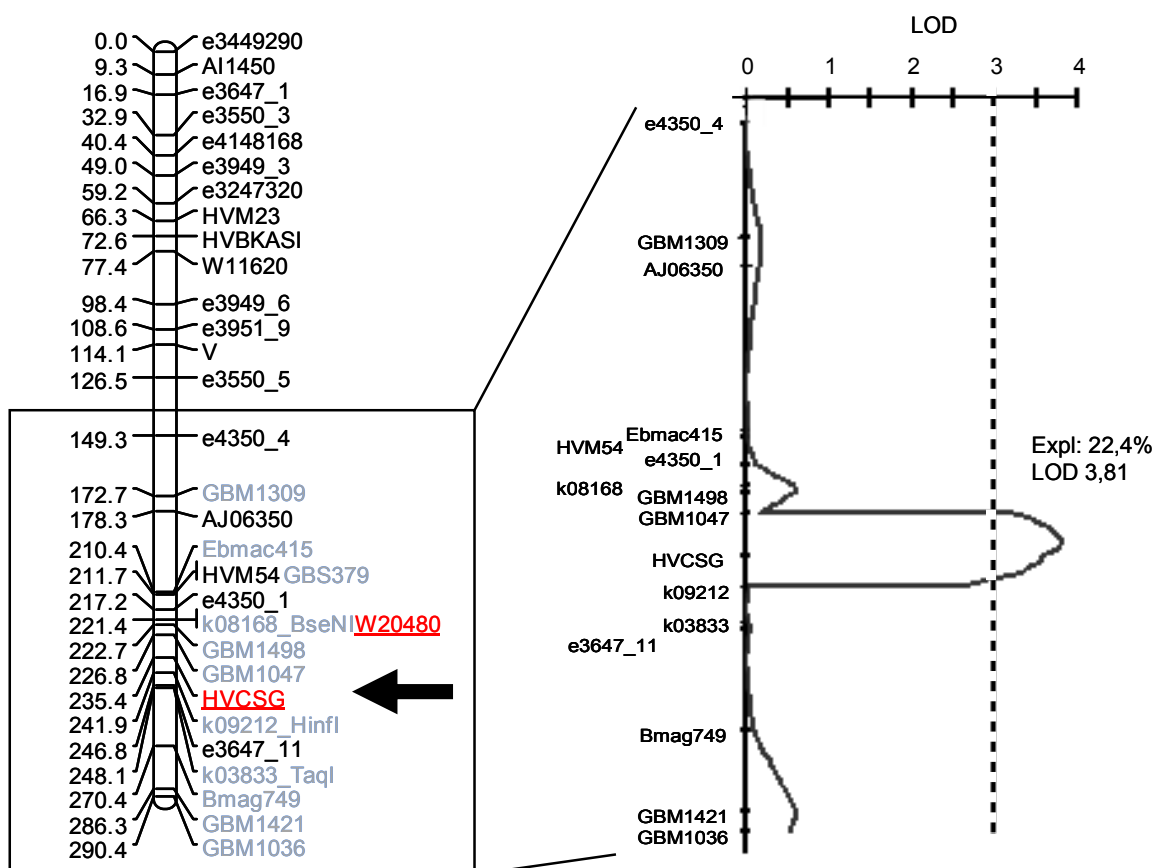 0.0 e3449290
9.3 AI1450
16.9 e3647_1
32.9 e3550_3
40.4 e4148168
49.0 e3949_3
59.2 e3247320
66.3 HVM23
72.6 HVBKASI
77.4 W11620
98.4 e3949_6
108.6 e3951_9
114.1 V
126.5 e3550_5
149.3 e4350_4
172.7 GBM1309
178.3 AJ06350
210.4 Ebmac415
211.7 HVM54 GBS379
217.2 e4350_1
221.4 k08168_BseNI W20480
222.7 GBM1498
226.8 GBM1047
235.4 HVCSG
241.9 k09212_HinfI
246.8 e3647_11
248.1 k03833_TaqI
270.4 Bmag749
286.3 GBM1421
290.4 GBM1036
LOD
0 1 2 3 4
e4350_4
GBM1309
AJ06350
Ebmac415
HVM54
e4350_1
k08168
GBM1498
GBM1047
HVCSG
k09212
k03833
e3647_11
Bmag749
GBM1421
GBM1036
Expl: 22,4%
LOD 3,81